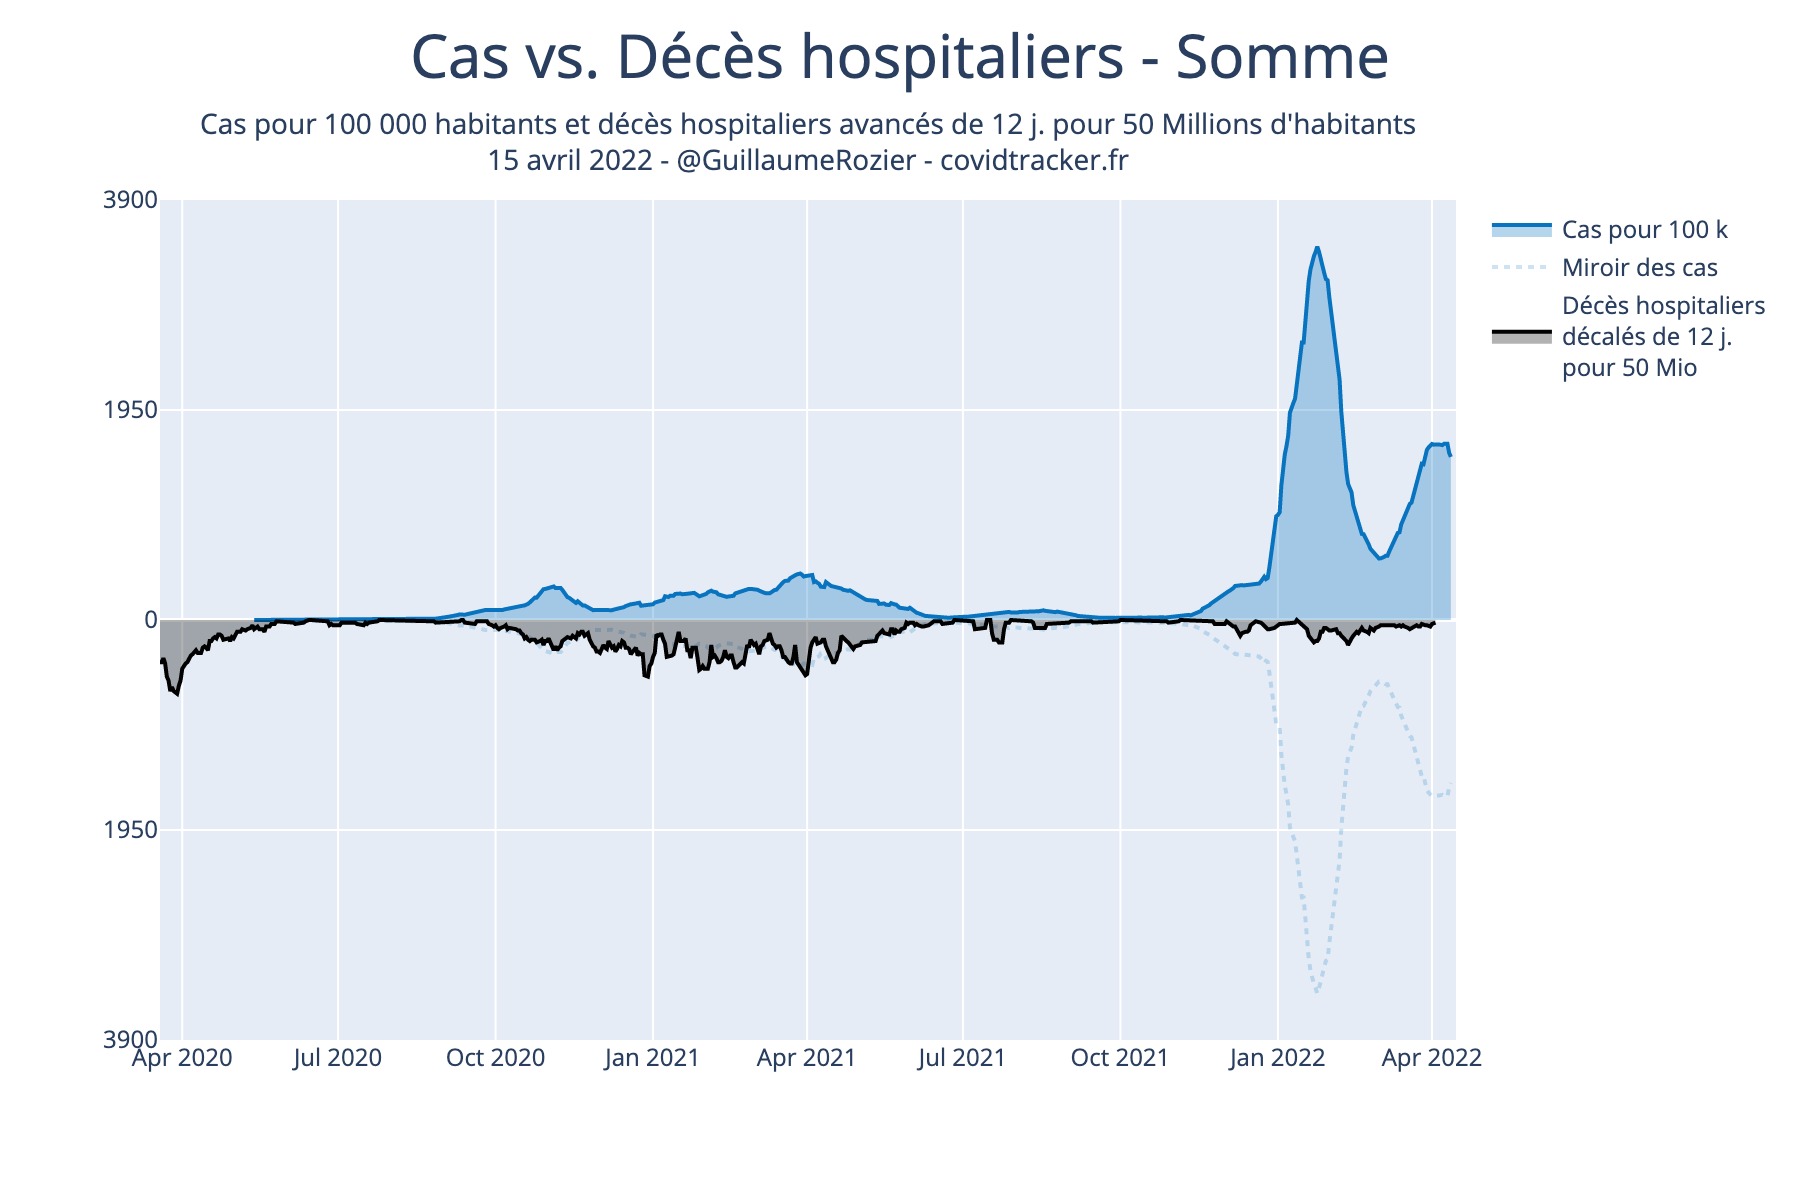 Cas vs. Décès hospitaliers - Somme
Cas pour 100 000 habitants et décès hospitaliers avancés de 12 j. pour 50 Millions d'habitants
15 avril 2022 - @GuillaumeRozier - covidtracker.fr
3900
1950
0
1950
3900
Apr 2020
Jul 2020
Oct 2020
Jan 2021
Apr 2021
Jul 2021
Oct 2021
Jan 2022
Apr 2022
Cas pour 100 k
Miroir des cas
Décès hospitaliers
décalés de 12 j.
pour 50 Mio